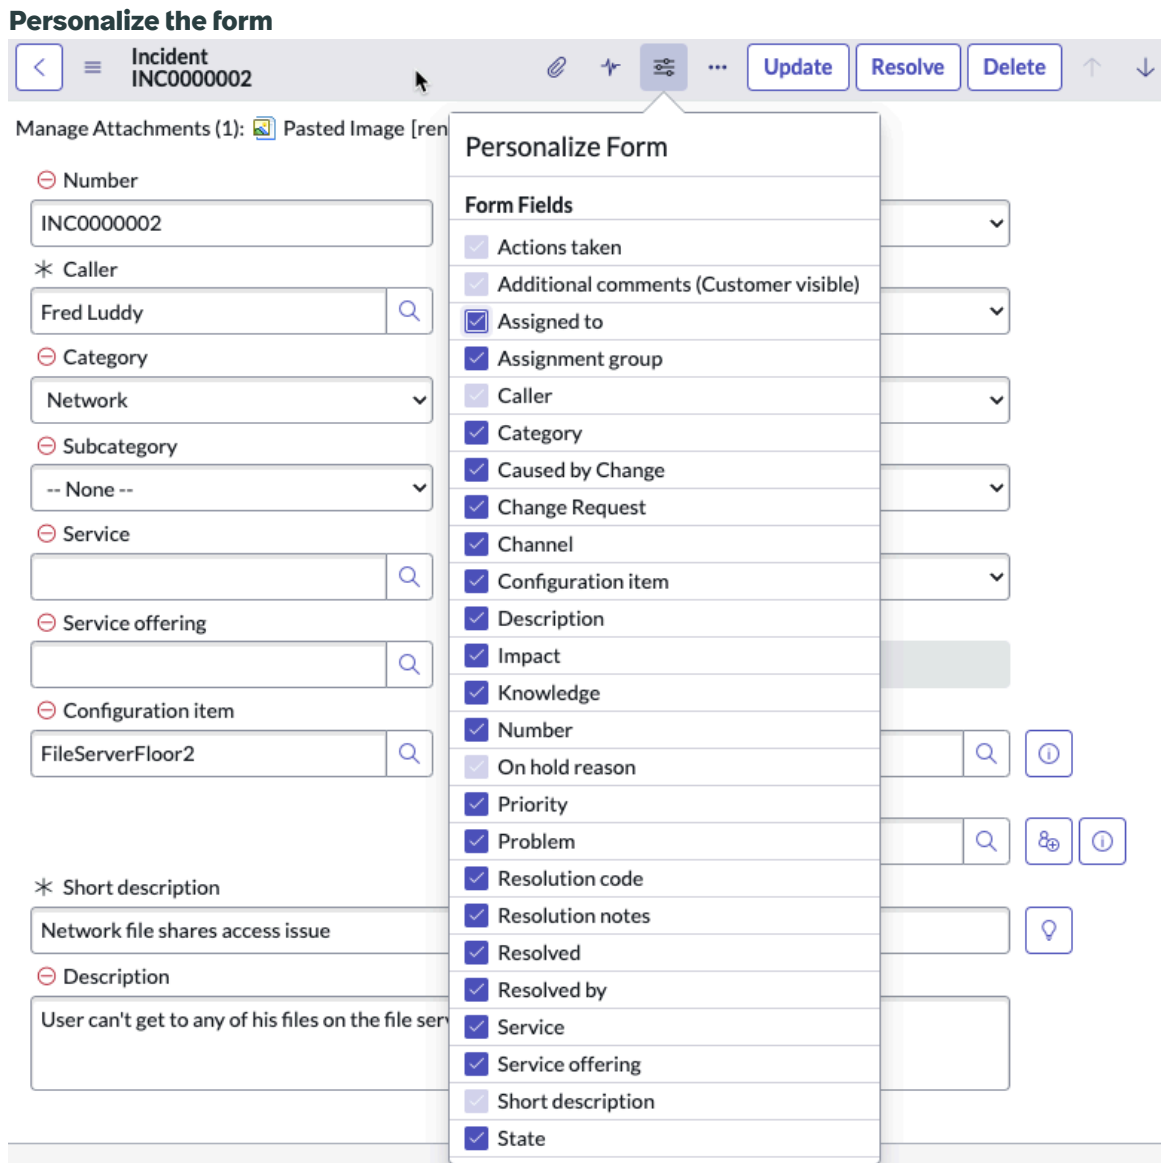 Personalize the form
Incident
INC0000002
Update
Resolve
Delete
Manage Attachments (1):
Pasted Image [ren
Number
INC0000002
Caller
Fred Luddy
Category
Network
Subcategory
-- None --
Service
Service offering
Configuration item
FileServerFloor2
Short description
Network file shares access issue
Description
User can't get to any of his files on the file ser
Personalize Form
Form Fields
Actions taken
Additional comments (Customer visible)
Assigned to
Assignment group
Caller
Category
Caused by Change
Change Request
Channel
Configuration item
Description
Impact
Knowledge
Number
On hold reason
Priority
Problem
Resolution code
Resolution notes
Resolved
Resolved by
Service
Service offering
Short description
State